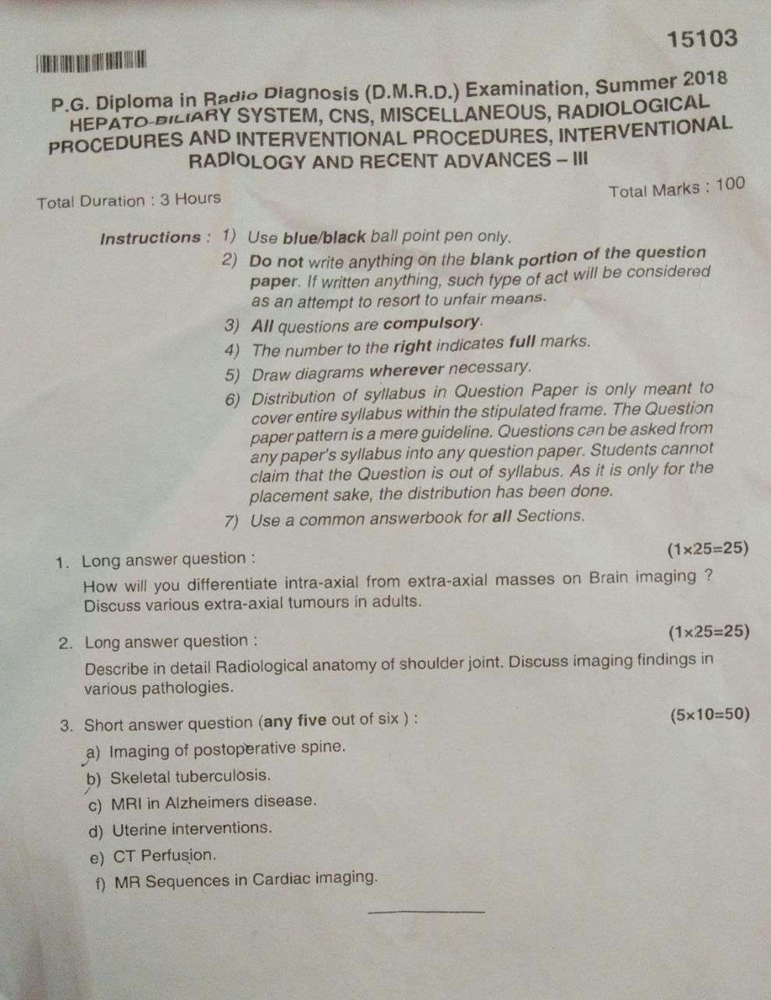 15103
P.G. Diploma in Radio Diagnosis (D.M.R.D.) Examination, Summer 2018
HEPATO-BILIARY SYSTEM, CNS, MISCELLANEOUS, RADIOLOGICAL
PROCEDURES AND INTERVENTIONAL PROCEDURES, INTERVENTIONAL
RADIOLOGY AND RECENT ADVANCES – III
Total Duration : 3 Hours Total Marks : 100
Instructions : 1) Use blue/black ball point pen only.
2) Do not write anything on the blank portion of the question
paper. If written anything, such type of act will be considered
as an attempt to resort to unfair means.
3) All questions are compulsory.
4) The number to the right indicates full marks.
5) Draw diagrams wherever necessary.
6) Distribution of syllabus in Question Paper is only meant to
cover entire syllabus within the stipulated frame. The Question
paper pattern is a mere guideline. Questions can be asked from
any paper's syllabus into any question paper. Students cannot
claim that the Question is out of syllabus. As it is only for the
placement sake, the distribution has been done.
7) Use a common answerbook for all Sections.
1. Long answer question : (1×25=25)
How will you differentiate intra-axial from extra-axial masses on Brain imaging ?
Discuss various extra-axial tumours in adults.
2. Long answer question : (1×25=25)
Describe in detail Radiological anatomy of shoulder joint. Discuss imaging findings in
various pathologies.
3. Short answer question (any five out of six ) : (5×10=50)
a) Imaging of postoperative spine.
b) Skeletal tuberculosis.
c) MRI in Alzheimers disease.
d) Uterine interventions.
e) CT Perfusion.
f) MR Sequences in Cardiac imaging.